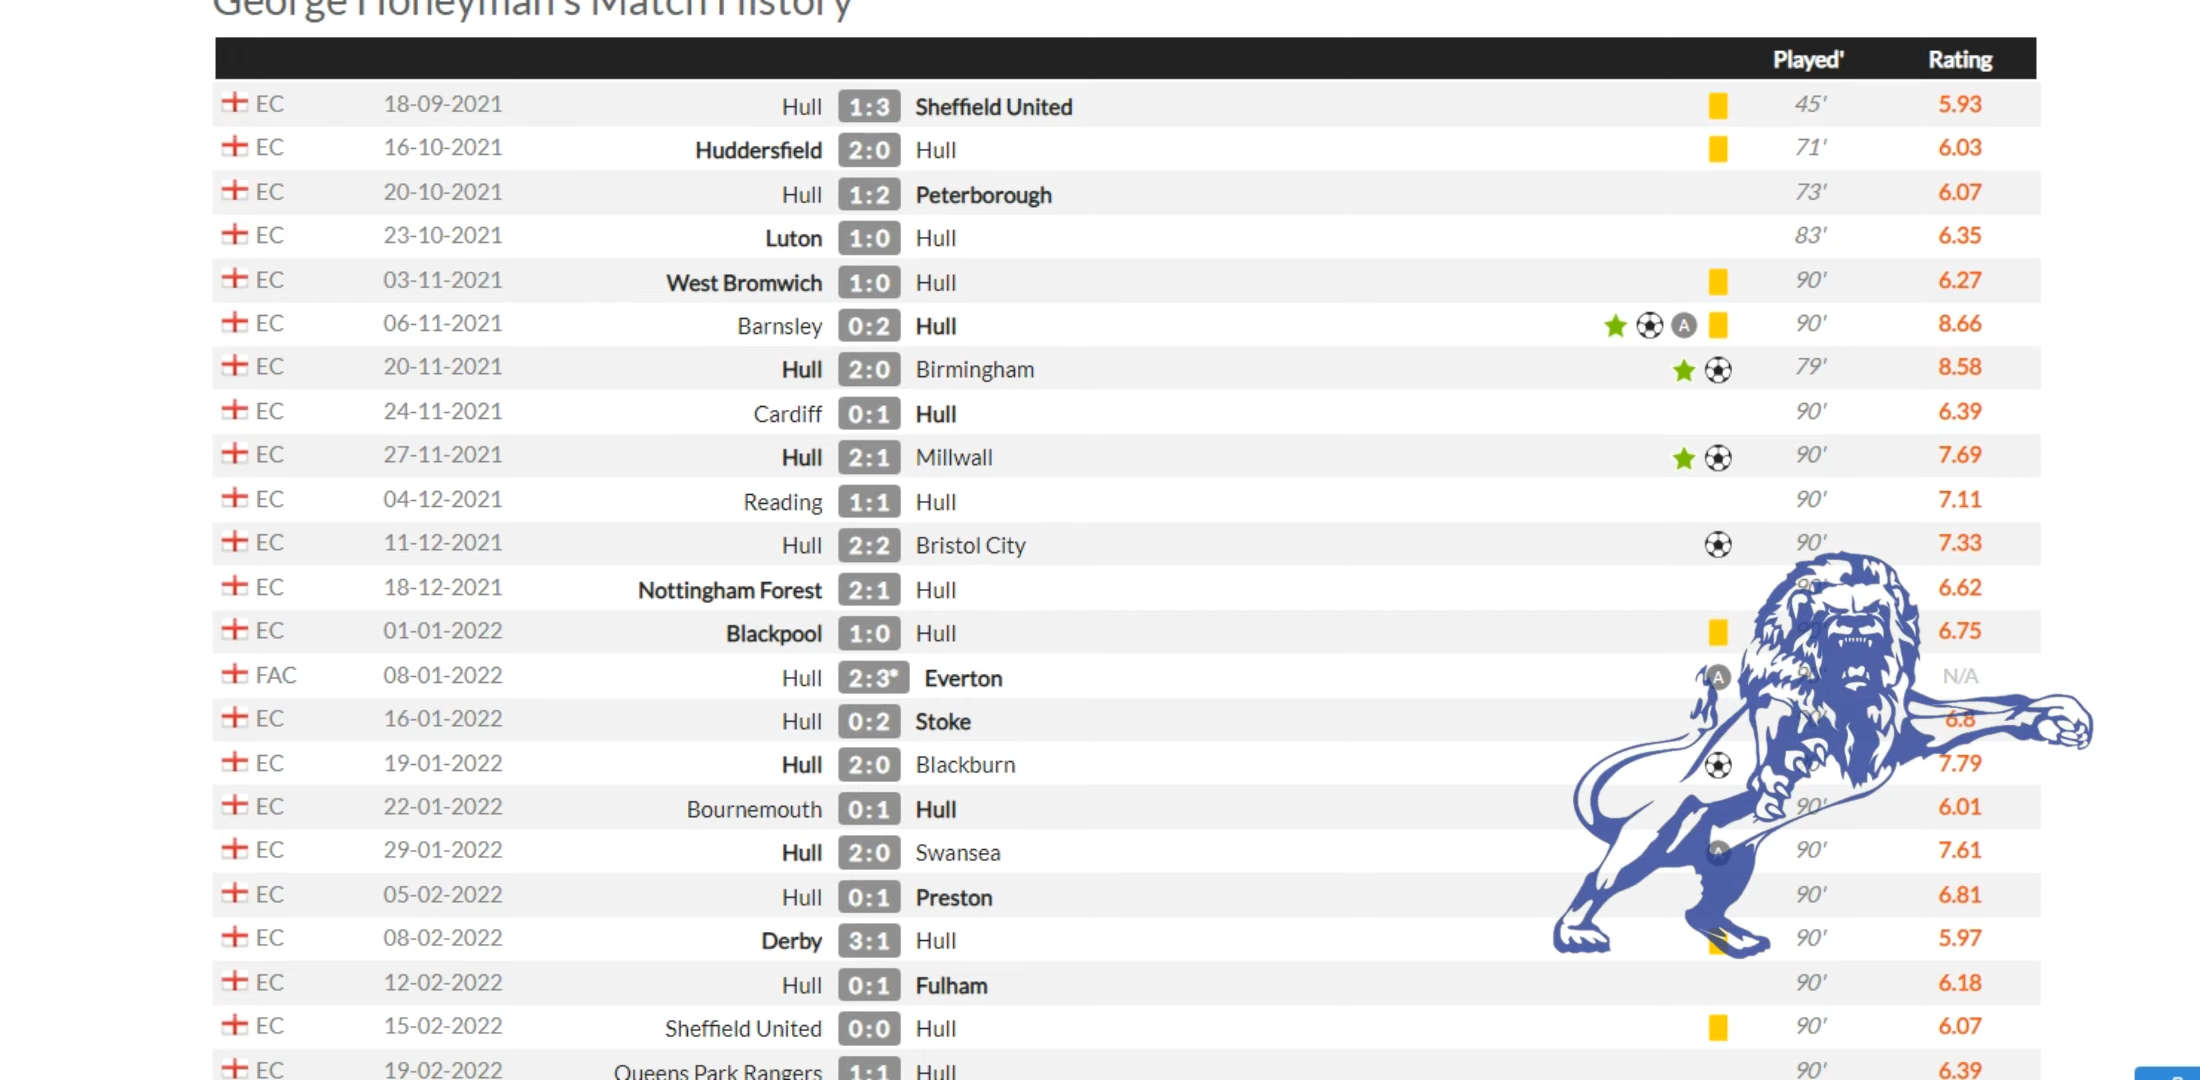 George Honeyman's Match History
Played' Rating
EC 18-09-2021 Hull 1:3 Sheffield United 45' 5.93
EC 16-10-2021 Huddersfield 2:0 Hull 71' 6.03
EC 20-10-2021 Hull 1:2 Peterborough 73' 6.07
EC 23-10-2021 Luton 1:0 Hull 83' 6.35
EC 03-11-2021 West Bromwich 1:0 Hull 90' 6.27
EC 06-11-2021 Barnsley 0:2 Hull A 90' 8.66
EC 20-11-2021 Hull 2:0 Birmingham 79' 8.58
EC 24-11-2021 Cardiff 0:1 Hull 90' 6.39
EC 27-11-2021 Hull 2:1 Millwall 90' 7.69
EC 04-12-2021 Reading 1:1 Hull 90' 7.11
EC 11-12-2021 Hull 2:2 Bristol City 90' 7.33
EC 18-12-2021 Nottingham Forest 2:1 Hull 90' 6.62
EC 01-01-2022 Blackpool 1:0 Hull 6.75
FAC 08-01-2022 Hull 2:3* Everton A N/A
EC 16-01-2022 Hull 0:2 Stoke 6.8
EC 19-01-2022 Hull 2:0 Blackburn 7.79
EC 22-01-2022 Bournemouth 0:1 Hull 90' 6.01
EC 29-01-2022 Hull 2:0 Swansea A 90' 7.61
EC 05-02-2022 Hull 0:1 Preston 90' 6.81
EC 08-02-2022 Derby 3:1 Hull 90' 5.97
EC 12-02-2022 Hull 0:1 Fulham 90' 6.18
EC 15-02-2022 Sheffield United 0:0 Hull 90' 6.07
EC 19-02-2022 Queens Park Rangers 1:1 Hull 90' 6.39